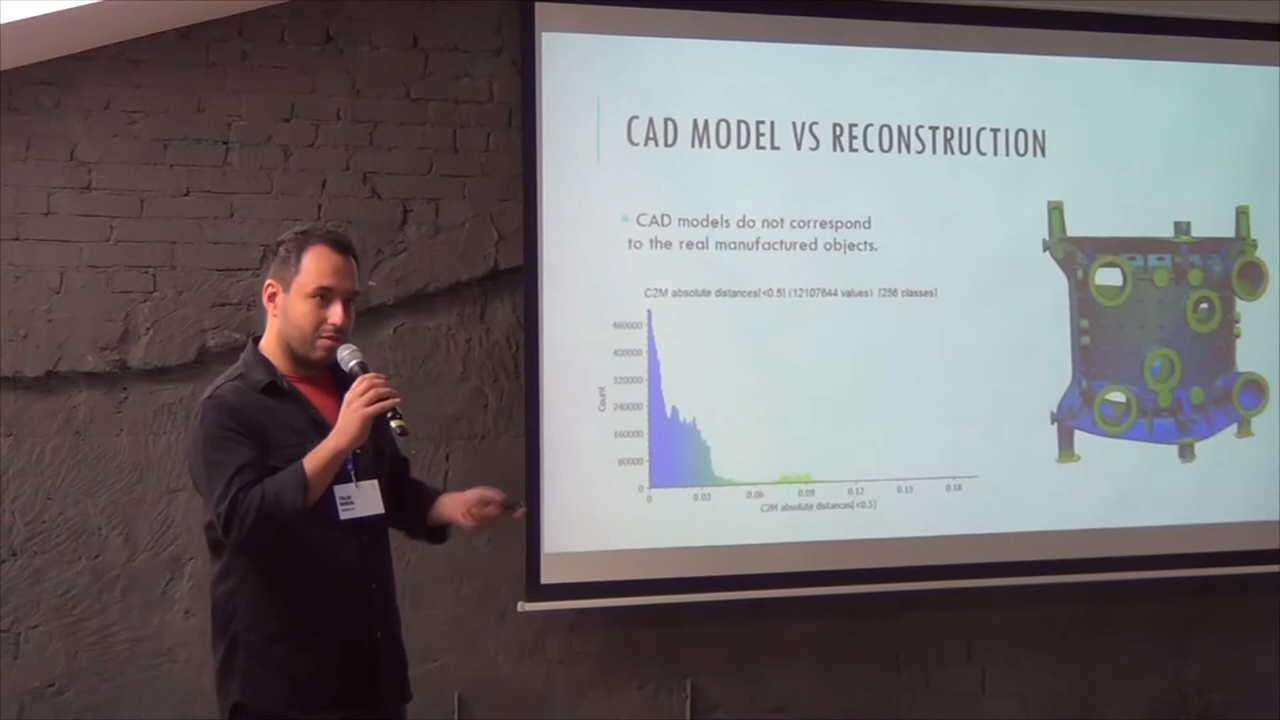 CAD MODEL VS RECONSTRUCTION
CAD models do not correspond
to the real manufactured objects.
C2M absolute distances[<0.5] (12107644 values) [256 classes]
480000
400000
320000
240000
160000
80000
0
Count
0 0.03 0.06 0.09 0.12 0.15 0.18
C2M absolute distances[<0.5]